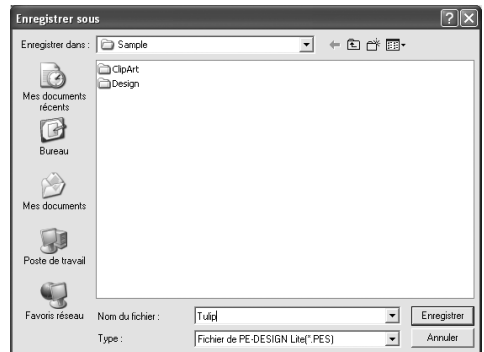 Enregistrer sous
Enregistrer dans : Sample
ClipArt
Design
Mes documents
récents
Bureau
Mes documents
Poste de travail
Favoris réseau
Nom du fichier : Tulip
Enregistrer
Type : Fichier de PE-DESIGN Lite(*.PES)
Annuler